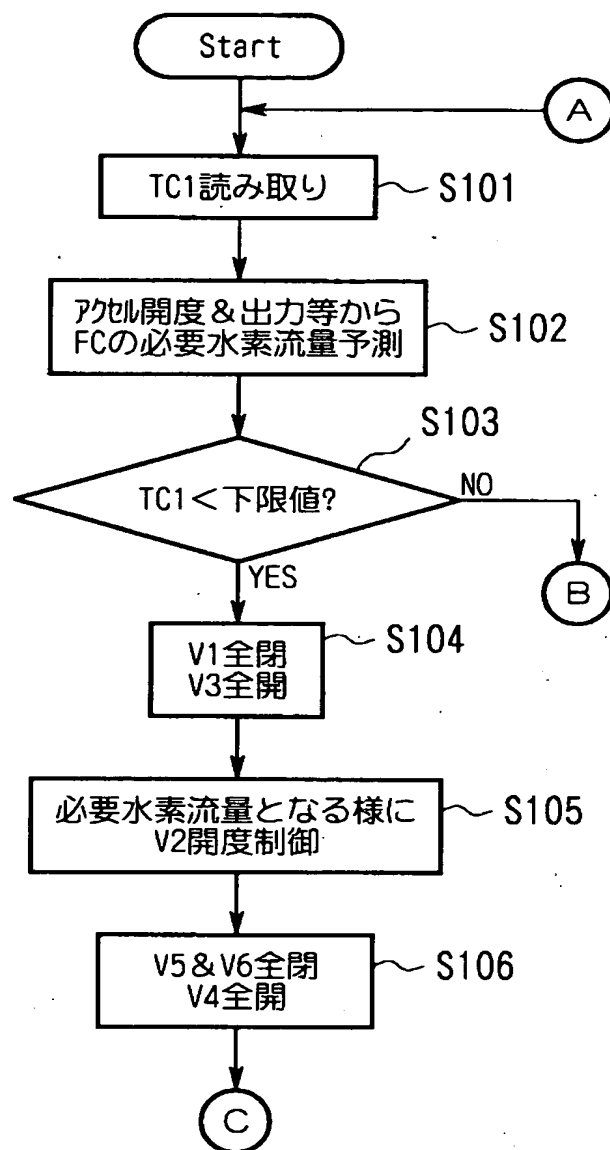 Start
A
TC1読み取り
S101
ｱｸｾﾙ開度＆出力等から
FCの必要水素流量予測
S102
S103
TC1＜下限値?
NO
YES
B
V1全閉
V3全開
S104
必要水素流量となる様に
V2開度制御
S105
V5＆V6全閉
V4全開
S106
C